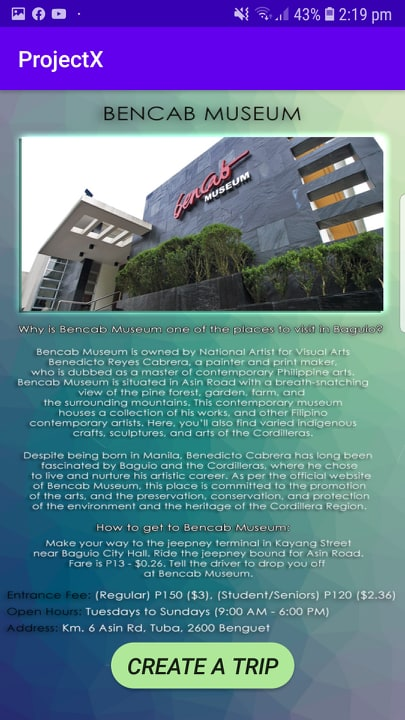 43% 2:19 pm
ProjectX
BENCAB MUSEUM
bencab
MUSEUM
Why is Bencab Museum one of the places to visit in Baguio?
Bencab Museum is owned by National Artist for Visual Arts
Benedicto Reyes Cabrera, a painter and print maker,
who is dubbed as a master of contemporary Philippine arts.
Bencab Museum is situated in Asin Road with a breath-snatching
view of the pine forest, garden, farm, and
the surrounding mountains. This contemporary museum
houses a collection of his works, and other Filipino
contemporary artists. Here, you'll also find varied indigenous
crafts, sculptures, and arts of the Cordilleras.
Despite being born in Manila, Benedicto Cabrera has long been
fascinated by Baguio and the Cordilleras, where he chose
to live and nurture his artistic career. As per the official website
of Bencab Museum, this place is committed to the promotion
of the arts, and the preservation, conservation, and protection
of the environment and the heritage of the Cordillera Region.
How to get to Bencab Museum:
Make your way to the jeepney terminal in Kayang Street
near Baguio City Hall. Ride the jeepney bound for Asin Road.
Fare is P13 - $0.26. Tell the driver to drop you off
at Bencab Museum.
Entrance Fee: (Regular) P150 ($3), (Student/Seniors) P120 ($2.36)
Open Hours: Tuesdays to Sundays (9:00 AM - 6:00 PM)
Address: Km. 6 Asin Rd, Tuba, 2600 Benguet
CREATE A TRIP